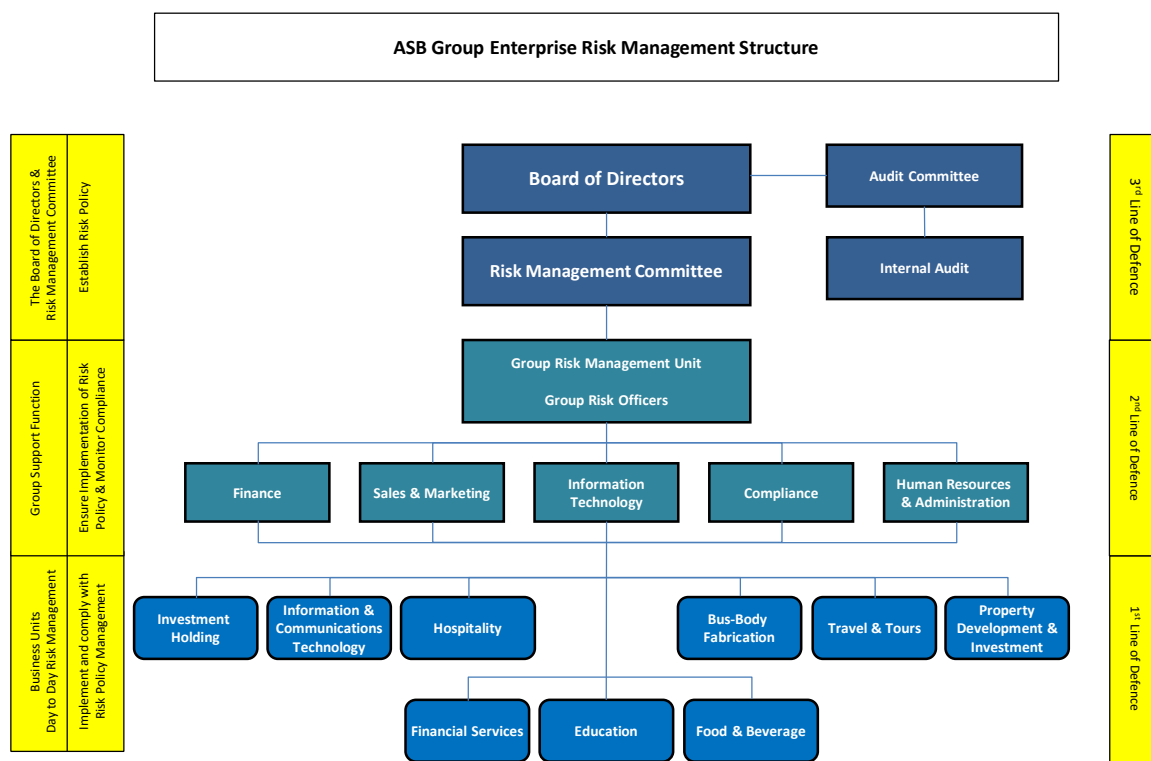 ASB Group Enterprise Risk Management Structure
The Board of Directors &
Risk Management Committee
Establish Risk Policy
Board of Directors
Audit Committee
3rd Line of Defence
Risk Management Committee
Internal Audit
Group Support Function
Ensure Implementation of Risk
Policy & Monitor Compliance
Group Risk Management Unit
Group Risk Officers
2nd Line of Defence
Finance
Sales & Marketing
Information
Technology
Compliance
Human Resources
& Administration
Business Units
Day to Day Risk Management
Implement and comply with
Risk Policy Management
Investment
Holding
Information &
Communications
Technology
Hospitality
Bus-Body
Fabrication
Travel & Tours
Property
Development &
Investment
1st Line of Defence
Financial Services
Education
Food & Beverage